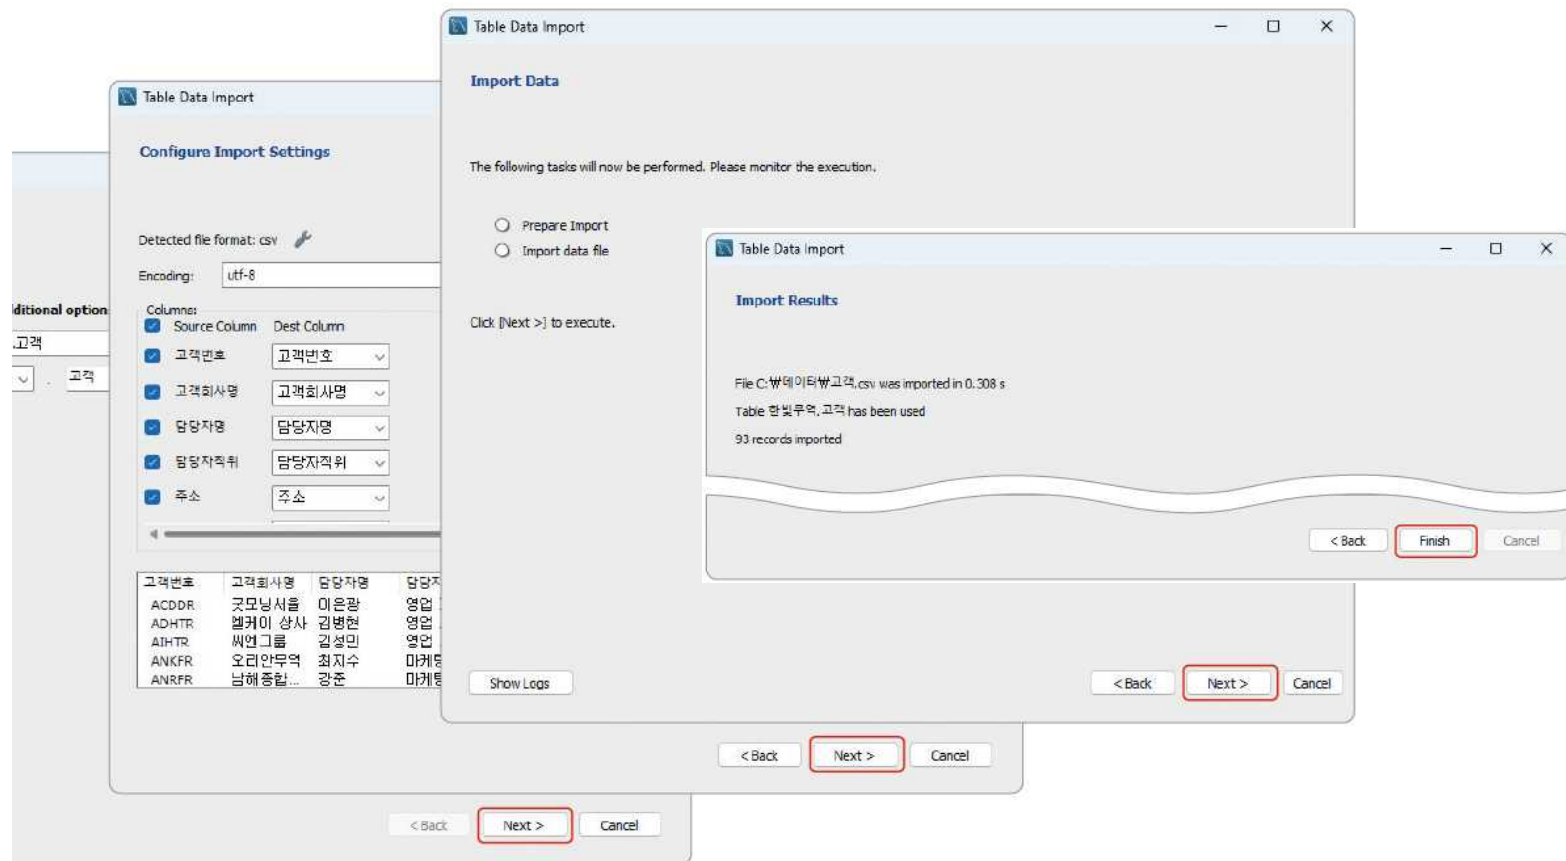 ditional option
.고객
. 고객
< Back Next > Cancel
Table Data Import
Configure Import Settings
Detected file format: csv
Encoding: utf-8
Columns:
Source Column Dest Column
고객번호 고객번호
고객회사명 고객회사명
담당자명 담당자명
담당자직위 담당자직위
주소 주소
고객번호 고객회사명 담당자명 담당자
ACDDR 굿모닝서울 이은광 영업
ADHTR 엘케이 상사 김병현 영업
AIHTR 씨엔그룹 김성민 영업
ANKFR 오리안무역 최지수 마케팅
ANRFR 남해종합... 강준 마케팅
< Back Next > Cancel
Table Data Import
Import Data
The following tasks will now be performed. Please monitor the execution.
Prepare Import
Import data file
Click [Next >] to execute.
Show Logs < Back Next > Cancel
Table Data Import
Import Results
File C:₩데이터₩고객.csv was imported in 0.308 s
Table 한빛무역.고객 has been used
93 records imported
< Back Finish Cancel